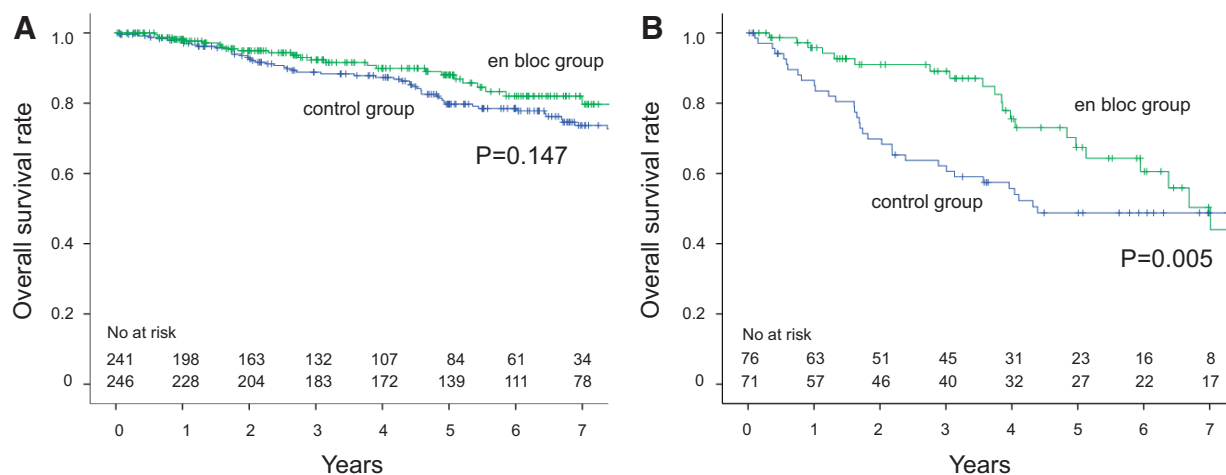 A
1.0
0.8
0.6
0.4
0.2
0
Overall survival rate
en bloc group
control group
P=0.147
No at risk
241 198 163 132 107 84 61 34
246 228 204 183 172 139 111 78
0 1 2 3 4 5 6 7
Years
B
1.0
0.8
0.6
0.4
0.2
0
Overall survival rate
en bloc group
control group
P=0.005
No at risk
76 63 51 45 31 23 16 8
71 57 46 40 32 27 22 17
0 1 2 3 4 5 6 7
Years